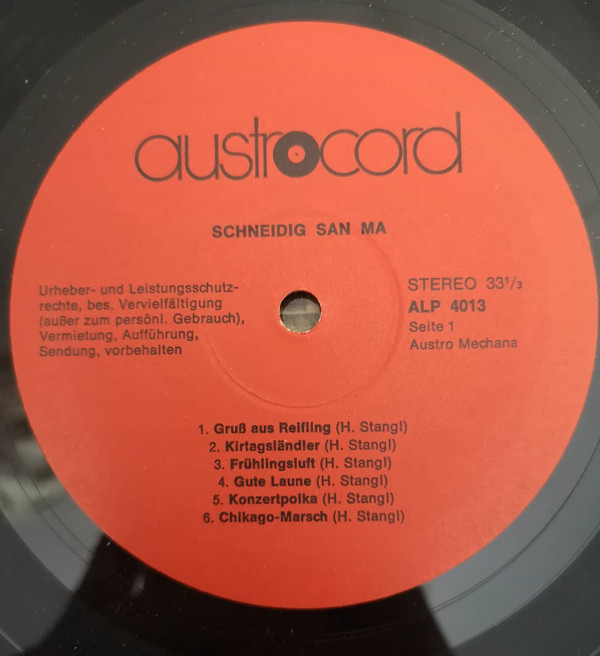 austrocord
SCHNEIDIG SAN MA
Urheber- und Leistungsschutz-
rechte, bes. Vervielfältigung
(außer zum persönl. Gebrauch),
Vermietung, Aufführung,
Sendung, vorbehalten
STEREO 33¹/₃
ALP 4013
Seite 1
Austro Mechana
1. Gruß aus Reifling (H. Stangl)
2. Kirtagsländler (H. Stangl)
3. Frühlingsluft (H. Stangl)
4. Gute Laune (H. Stangl)
5. Konzertpolka (H. Stangl)
6. Chikago-Marsch (H. Stangl)